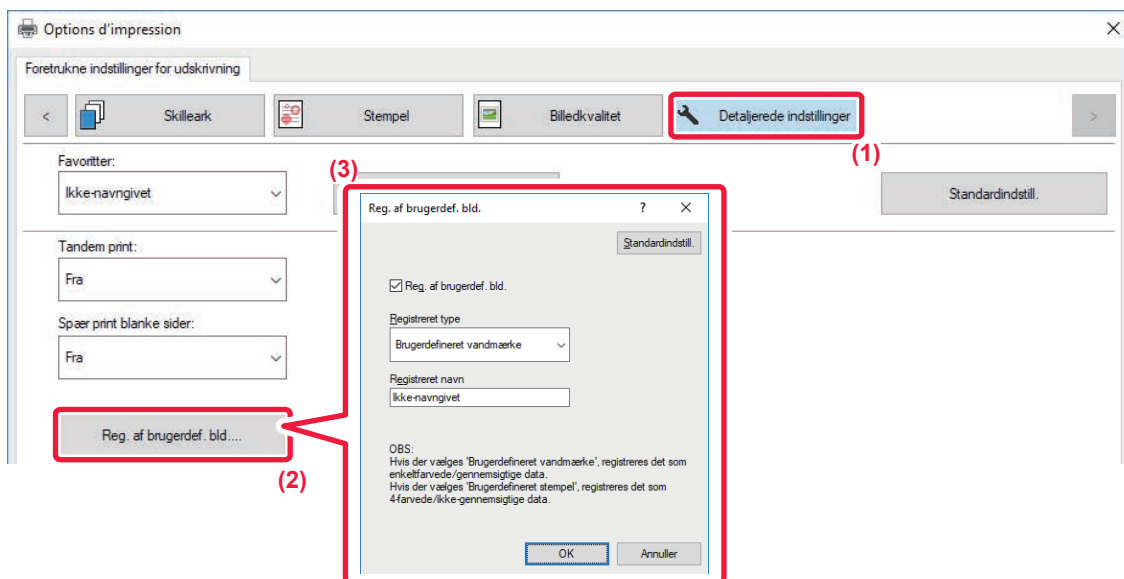 Options d'impression
Foretrukne indstillinger for udskrivning
<
Skilleark
Stempel
Billedkvalitet
Detaljerede indstillinger
>
(1)
Favoritter:
(3)
Ikke-navngivet
Standardindstill.
Reg. af brugerdef. bld.
?
Standardindstill.
Tandem print:
Fra
Reg. af brugerdef. bld.
Spær print blanke sider:
Registreret type
Fra
Brugerdefineret vandmærke
Registreret navn
Ikke-navngivet
Reg. af brugerdef. bld....
(2)
OBS:
Hvis der vælges 'Brugerdefineret vandmærke', registreres det som
enkeltfarvede/gennemsigtige data.
Hvis der vælges 'Brugerdefineret stempel', registreres det som
4-farvede/ikke-gennemsigtige data.
OK
Annuller